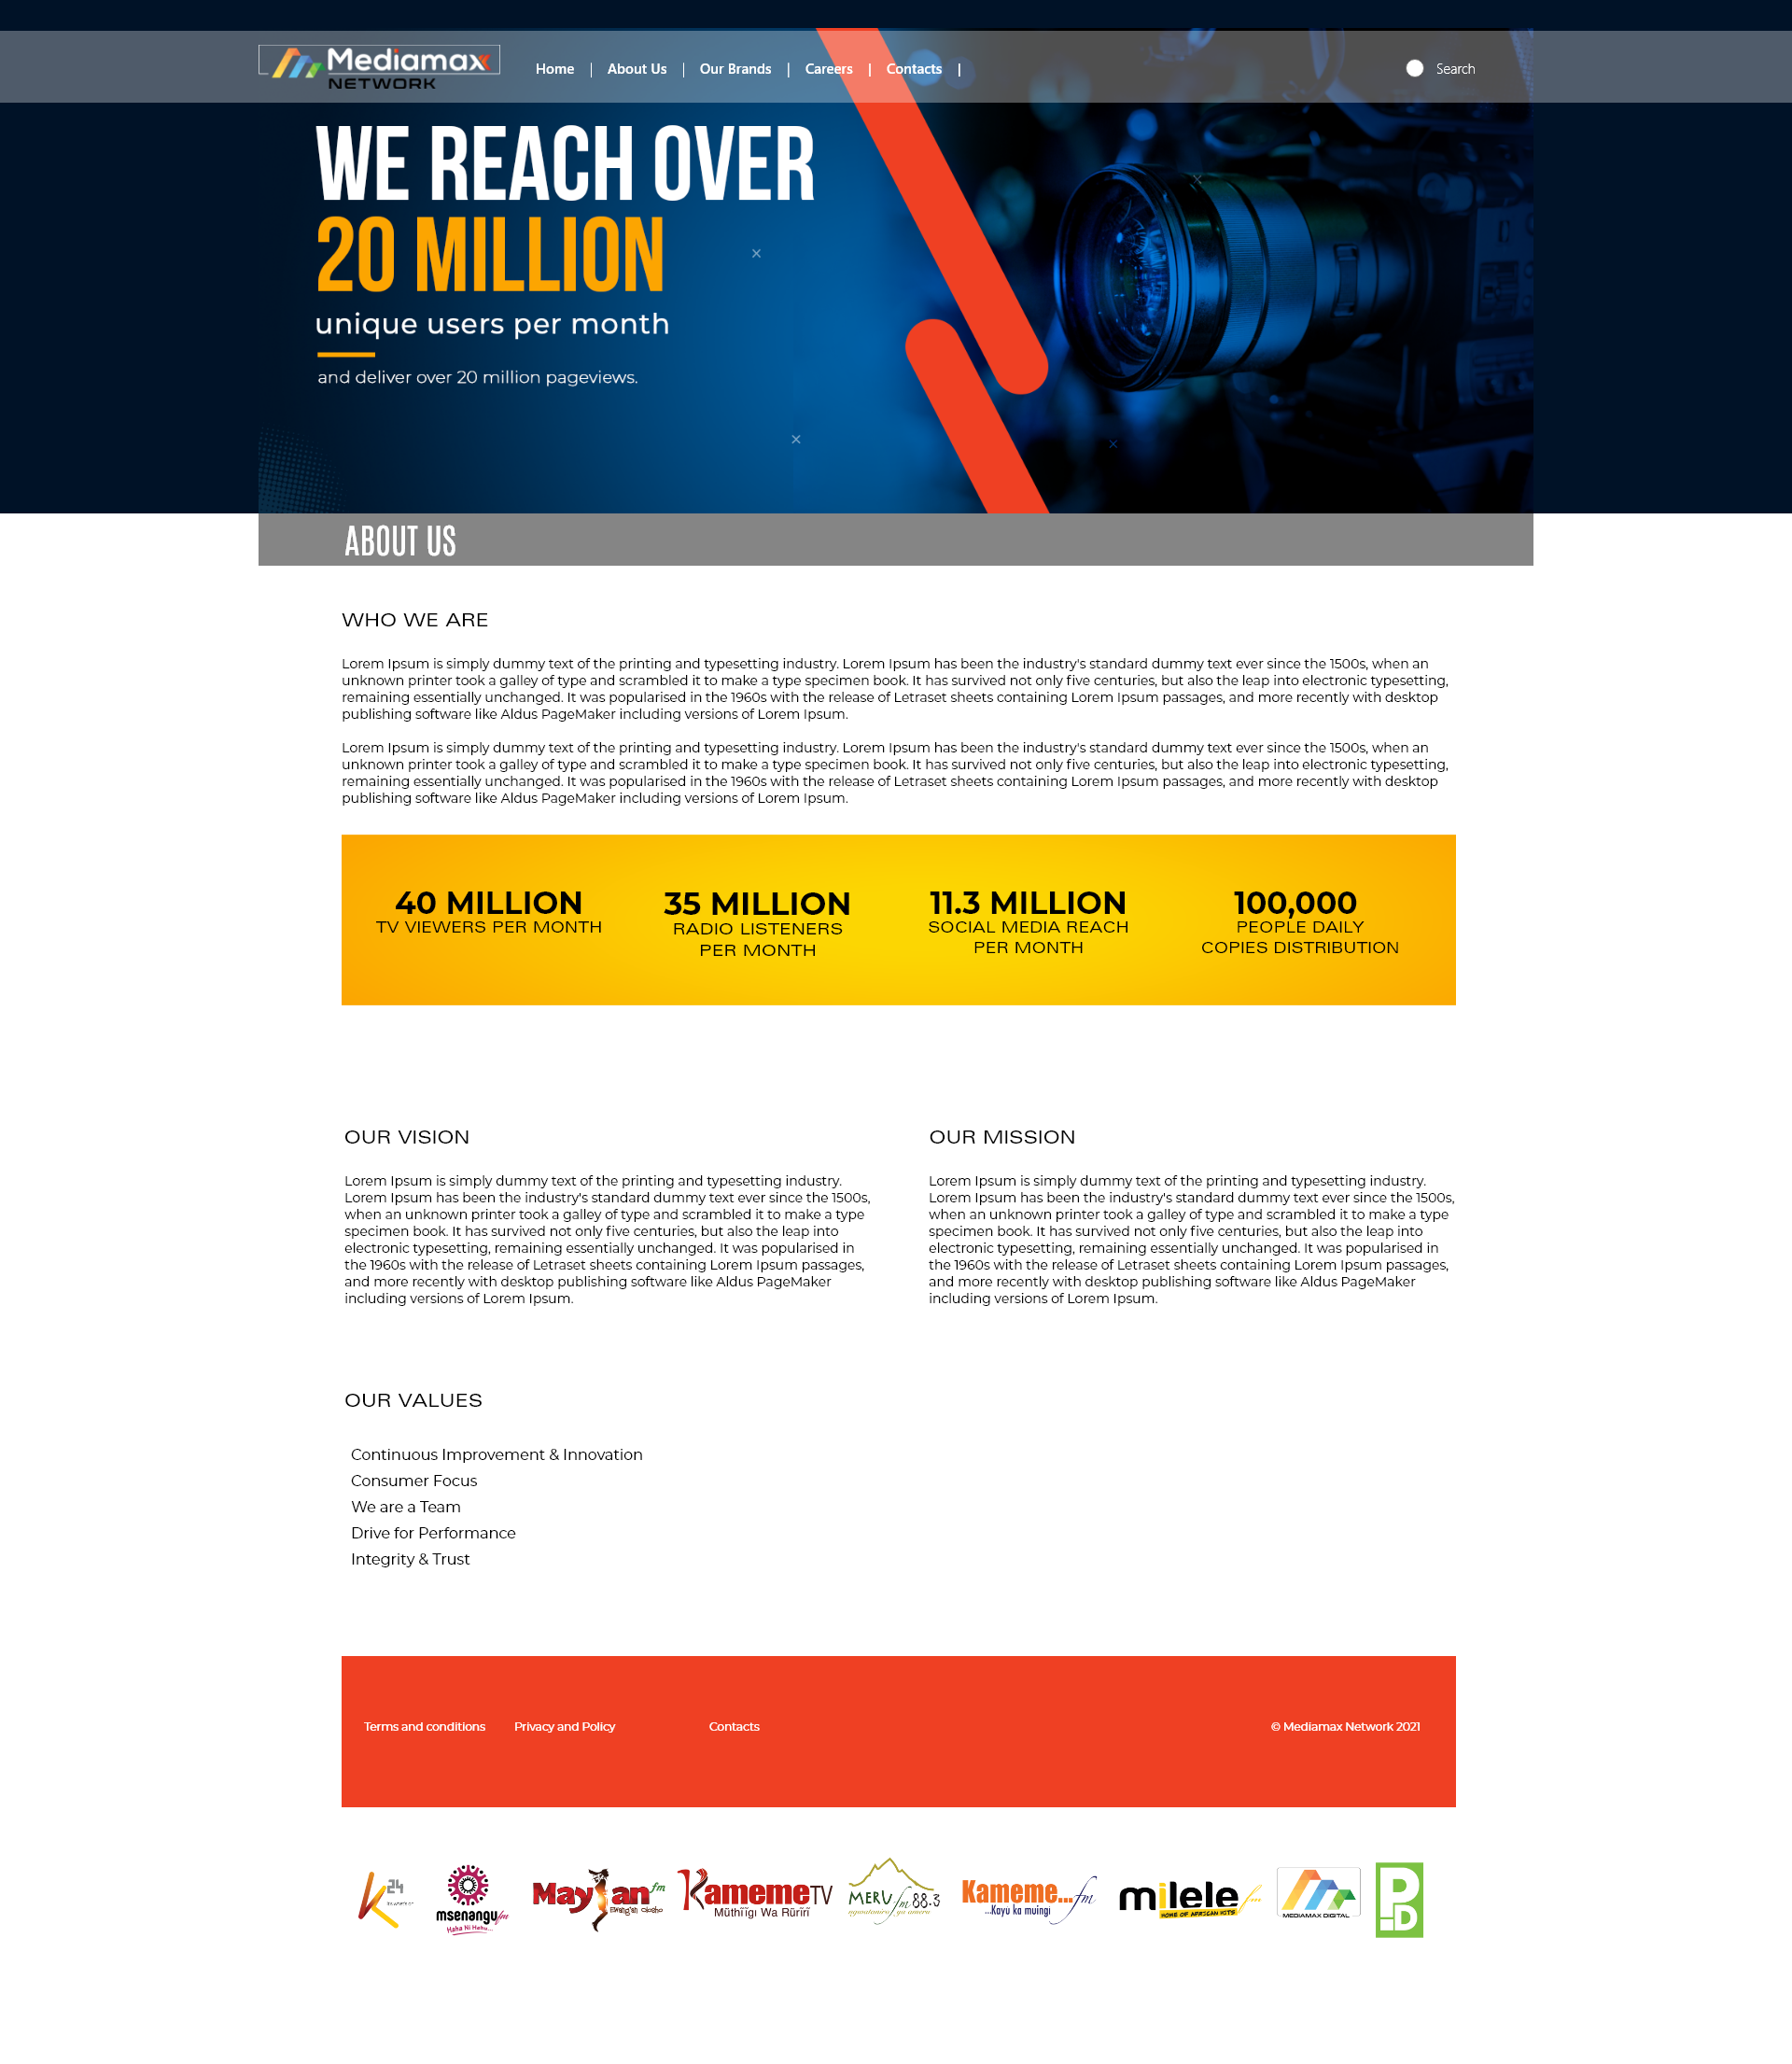 Mediamax
NETWORK
Home | About Us | Our Brands | Careers | Contacts |
Search
WE REACH OVER
20 MILLION
unique users per month
and deliver over 20 million pageviews.
ABOUT US
WHO WE ARE
Lorem Ipsum is simply dummy text of the printing and typesetting industry. Lorem Ipsum has been the industry's standard dummy text ever since the 1500s, when an
unknown printer took a galley of type and scrambled it to make a type specimen book. It has survived not only five centuries, but also the leap into electronic typesetting,
remaining essentially unchanged. It was popularised in the 1960s with the release of Letraset sheets containing Lorem Ipsum passages, and more recently with desktop
publishing software like Aldus PageMaker including versions of Lorem Ipsum.
Lorem Ipsum is simply dummy text of the printing and typesetting industry. Lorem Ipsum has been the industry's standard dummy text ever since the 1500s, when an
unknown printer took a galley of type and scrambled it to make a type specimen book. It has survived not only five centuries, but also the leap into electronic typesetting,
remaining essentially unchanged. It was popularised in the 1960s with the release of Letraset sheets containing Lorem Ipsum passages, and more recently with desktop
publishing software like Aldus PageMaker including versions of Lorem Ipsum.
40 MILLION
TV VIEWERS PER MONTH
35 MILLION
RADIO LISTENERS
PER MONTH
11.3 MILLION
SOCIAL MEDIA REACH
PER MONTH
100,000
PEOPLE DAILY
COPIES DISTRIBUTION
OUR VISION
Lorem Ipsum is simply dummy text of the printing and typesetting industry.
Lorem Ipsum has been the industry's standard dummy text ever since the 1500s,
when an unknown printer took a galley of type and scrambled it to make a type
specimen book. It has survived not only five centuries, but also the leap into
electronic typesetting, remaining essentially unchanged. It was popularised in
the 1960s with the release of Letraset sheets containing Lorem Ipsum passages,
and more recently with desktop publishing software like Aldus PageMaker
including versions of Lorem Ipsum.
OUR MISSION
Lorem Ipsum is simply dummy text of the printing and typesetting industry.
Lorem Ipsum has been the industry's standard dummy text ever since the 1500s,
when an unknown printer took a galley of type and scrambled it to make a type
specimen book. It has survived not only five centuries, but also the leap into
electronic typesetting, remaining essentially unchanged. It was popularised in
the 1960s with the release of Letraset sheets containing Lorem Ipsum passages,
and more recently with desktop publishing software like Aldus PageMaker
including versions of Lorem Ipsum.
OUR VALUES
Continuous Improvement & Innovation
Consumer Focus
We are a Team
Drive for Performance
Integrity & Trust
Terms and conditions
Privacy and Policy
Contacts
© Mediamax Network 2021
K 24
msenangu fm
Haha Ni Hehu...
Mayian fm
KamemeTV
Mũthĩĩgi Wa Rũrĩrĩ
MERU fm 88.3
Kameme... fm
...Kayu ka muingi
milele fm
HOME OF AFRICAN HITS
MEDIAMAX DIGITAL
P.D